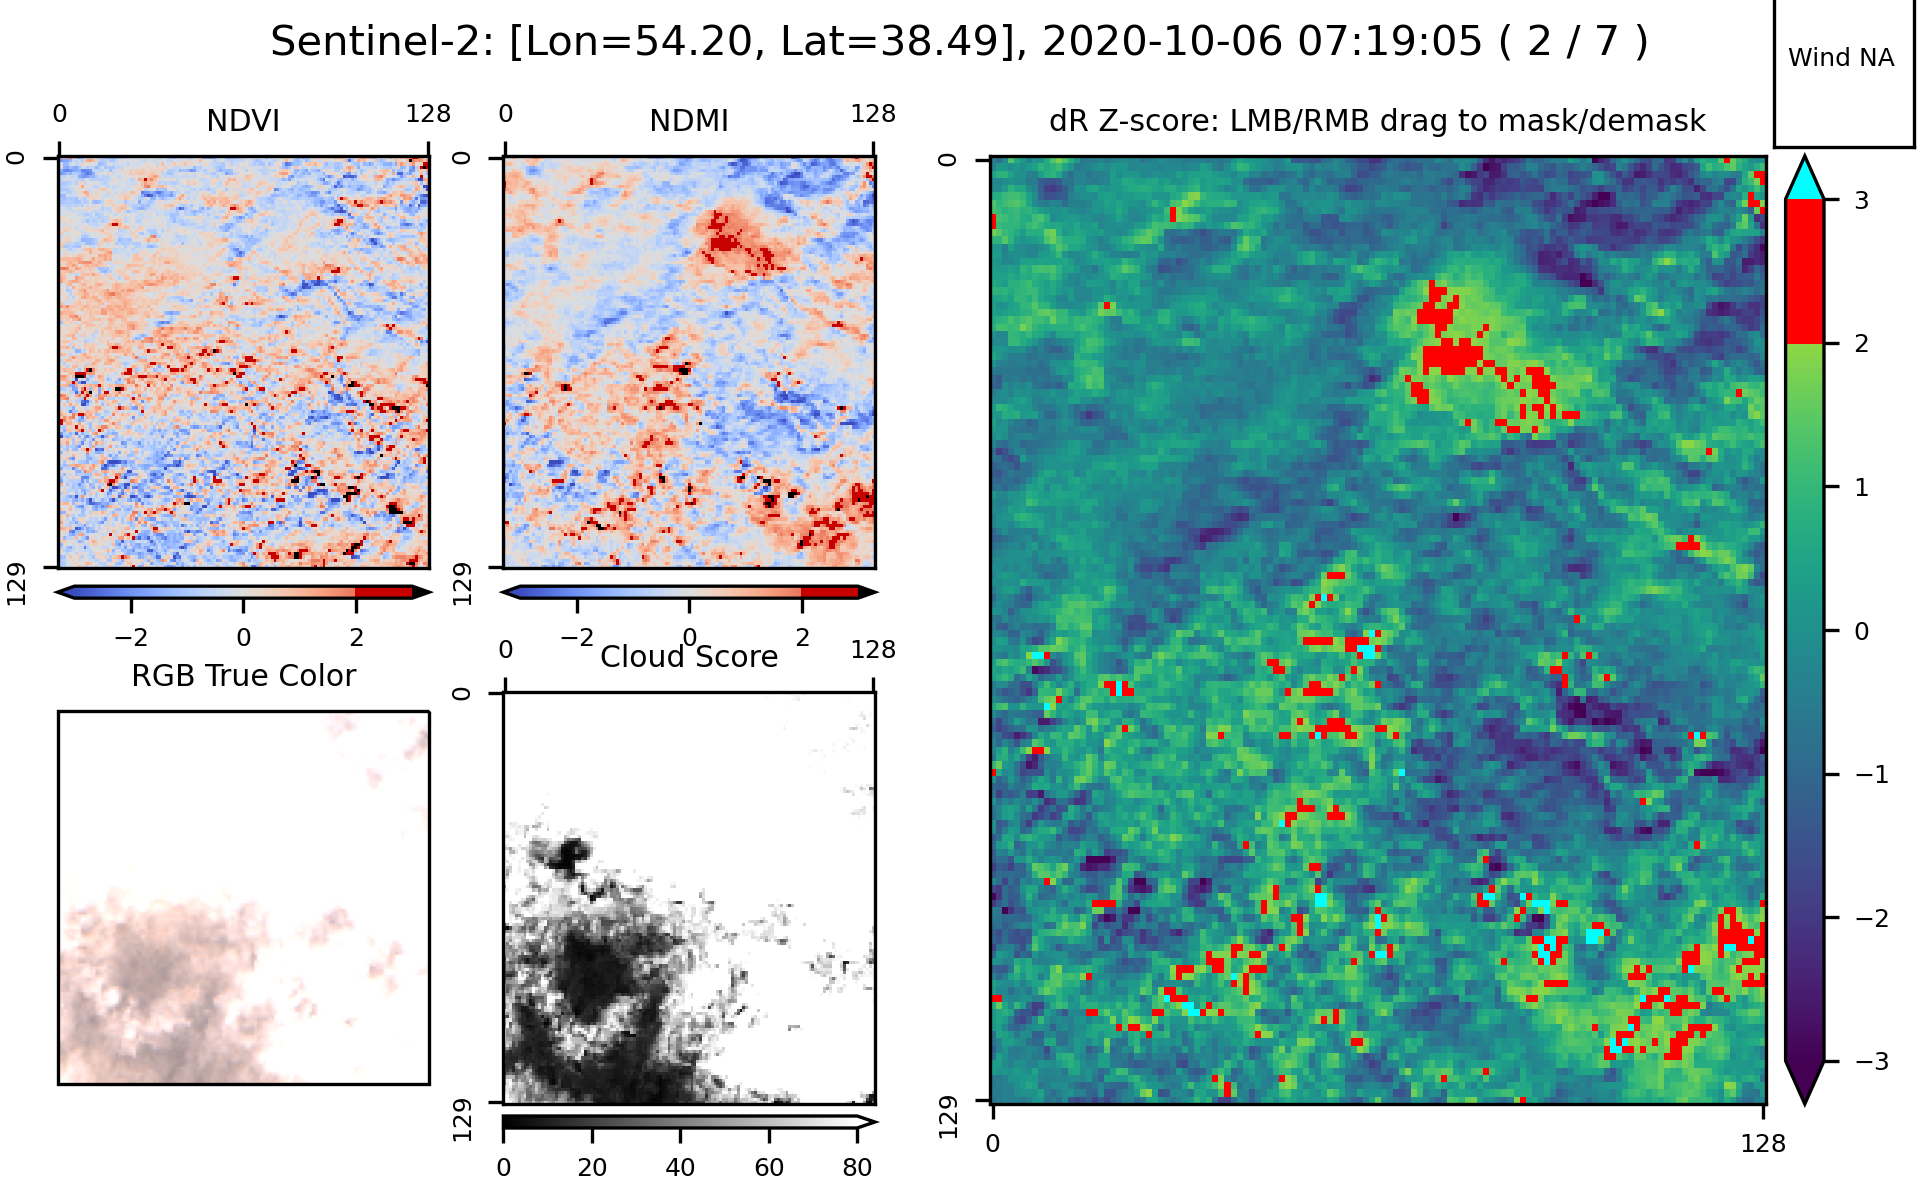 Sentinel-2: [Lon=54.20, Lat=38.49], 2020-10-06 07:19:05 ( 2 / 7 )
Wind NA
0 NDVI 128
0
129
−2 0 2
0 NDMI 128
0
129
−2 0 2
dR Z-score: LMB/RMB drag to mask/demask
0
129
0 128
3
2
1
0
−1
−2
−3
RGB True Color
0 Cloud Score 128
0
129
0 20 40 60 80